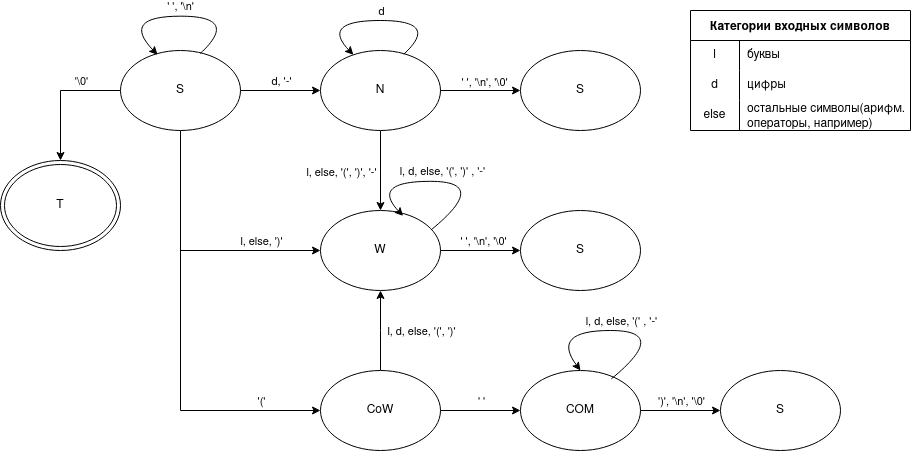 ' ', '\n'
d
Категории входных символов
l буквы
d цифры
else остальные символы(арифм.
операторы, например)
'\0'
S
d, '-'
N
' ', '\n', '\0'
S
T
l, else, '(', ')', '-'
l, d, else, '(', ')' , '-'
l, else, ')'
W
' ', '\n', '\0'
S
l, d, else, '(', ')'
l, d, else, '(' , '-'
'('
CoW
' '
COM
')', '\n', '\0'
S